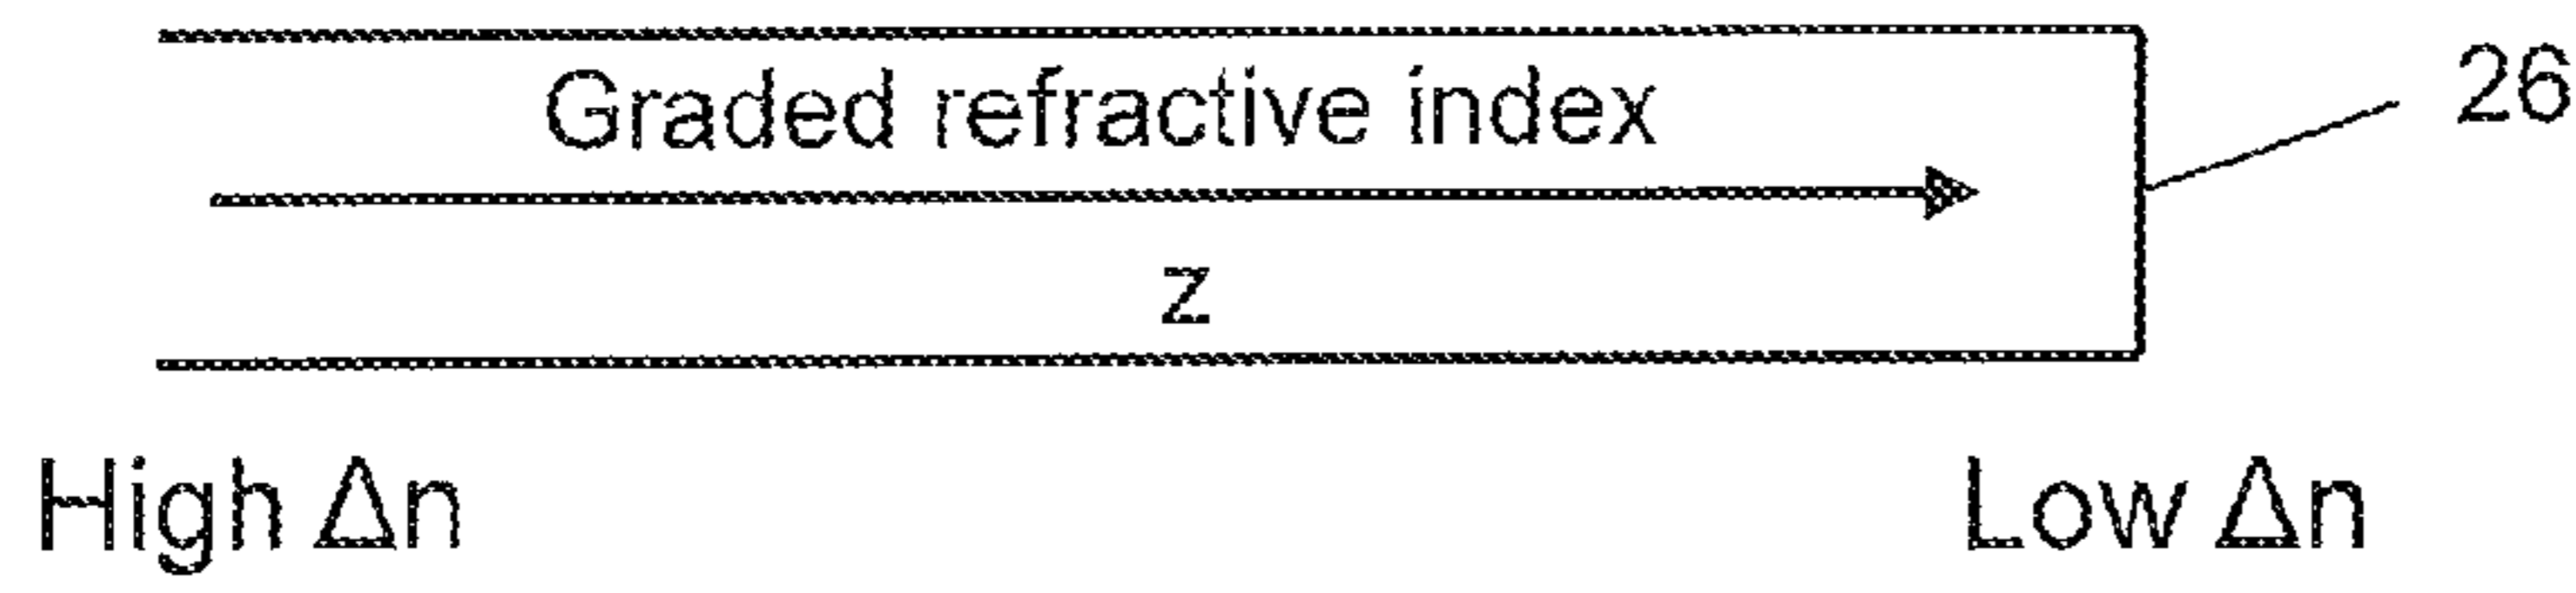 Graded refractive index
26
z
High Δn
Low Δn